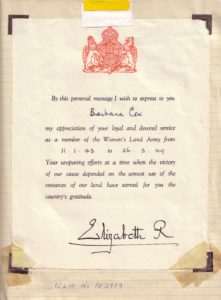 By this personal message I wish to express to you
Barbara Cox
my appreciation of your loyal and devoted service
as a member of the Women's Land Army from
11 · 1 · 43 to 26 · 3 · 49
Your unsparing efforts at a time when the victory
of our cause depended on the utmost use of the
resources of our land have earned for you the
country's gratitude.
Elizabeth R
W.L.A. No